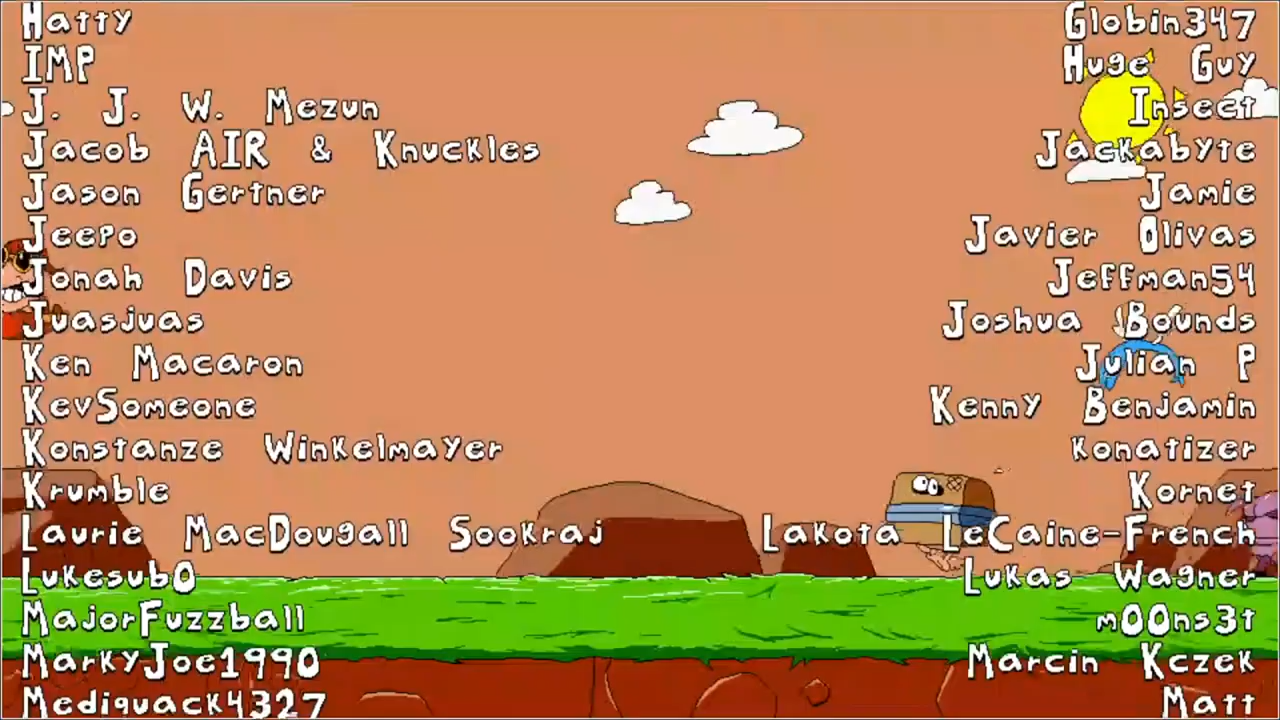 Hatty Globin347
IMP Huge Guy
J. J. W. Mezun Insect
Jacob AIR & Knuckles Jackabyte
Jason Gertner Jamie
Jeepo Javier Olivas
Jonah Davis Jeffman54
Juasjuas Joshua Bounds
Ken Macaron Julian P
KevSomeone Kenny Benjamin
Konstanze Winkelmayer Konatizer
Krumble Kornet
Laurie MacDougall Sookraj Lakota LeCaine-French
Lukesub0 Lukas Wagner
MajorFuzzball m00ns3t
MarkyJoe1990 Marcin Kczek
Mediquack4327 Matt